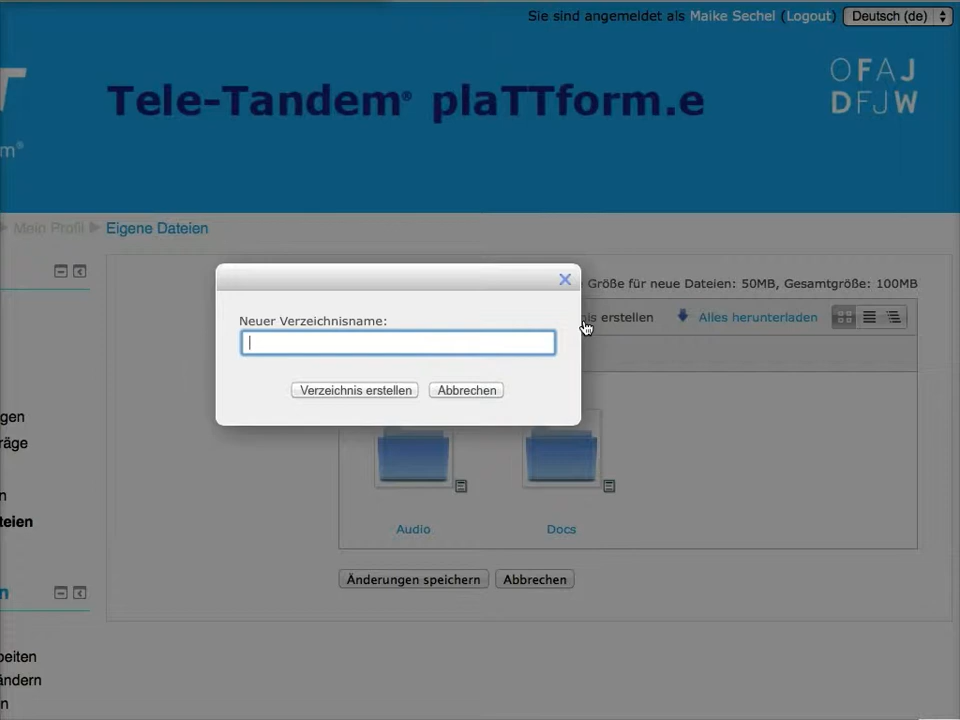 Sie sind angemeldet als Maike Sechel (Logout)
Deutsch (de)
Tele-Tandem® plaTTform.e
OFAJ
DFJW
T
m®
Mein Profil
Eigene Dateien
Größe für neue Dateien: 50MB, Gesamtgröße: 100MB
Neuer Verzeichnisname:
is erstellen
Alles herunterladen
Verzeichnis erstellen
Abbrechen
gen
räge
n
teien
Audio
Docs
Änderungen speichern
Abbrechen
n
beiten
ändern
n